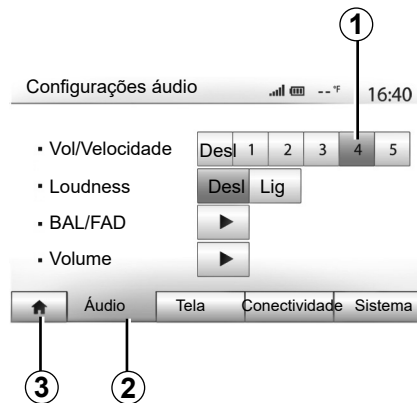 1
Configurações áudio --°F 16:40
▪ Vol/Velocidade Desl 1 2 3 4 5
▪ Loudness Desl Lig
▪ BAL/FAD
▪ Volume
Áudio Tela Conectividade Sistema
3 2